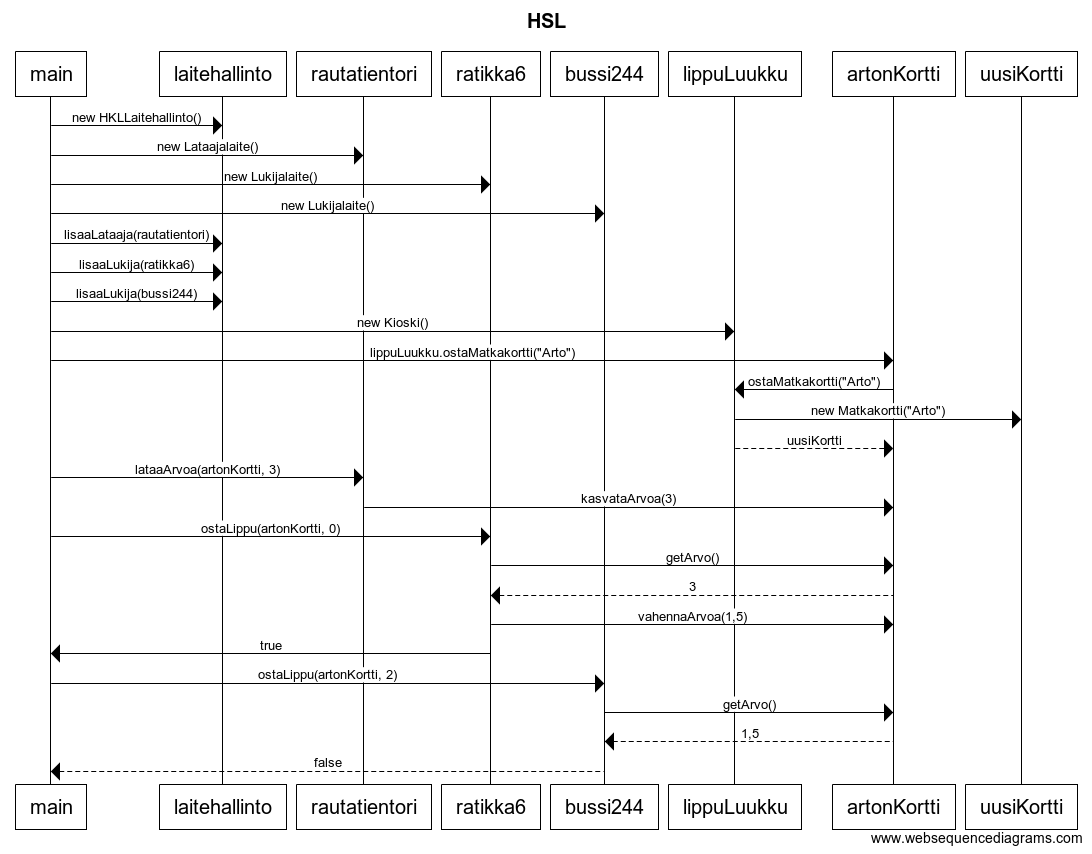 HSL
main laitehallinto rautatientori ratikka6 bussi244 lippuLuukku artonKortti uusiKortti
new HKLLaitehallinto()
new Lataajalaite()
new Lukijalaite()
new Lukijalaite()
lisaaLataaja(rautatientori)
lisaaLukija(ratikka6)
lisaaLukija(bussi244)
new Kioski()
lippuLuukku.ostaMatkakortti("Arto")
ostaMatkakortti("Arto")
new Matkakortti("Arto")
uusiKortti
lataaArvoa(artonKortti, 3)
kasvataArvoa(3)
ostaLippu(artonKortti, 0)
getArvo()
3
vahennaArvoa(1,5)
true
ostaLippu(artonKortti, 2)
getArvo()
1,5
false
main laitehallinto rautatientori ratikka6 bussi244 lippuLuukku artonKortti uusiKortti
www.websequencediagrams.com